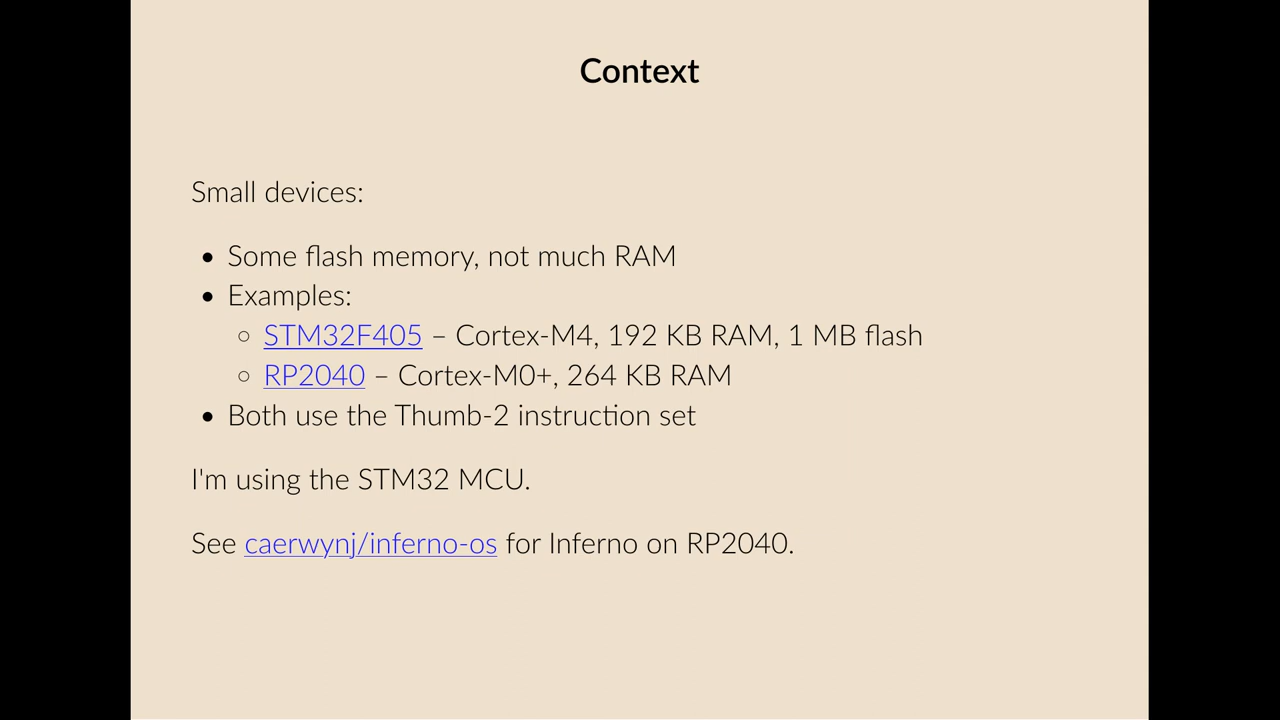 Context
Small devices:
• Some flash memory, not much RAM
• Examples:
○ STM32F405 – Cortex-M4, 192 KB RAM, 1 MB flash
○ RP2040 – Cortex-M0+, 264 KB RAM
• Both use the Thumb-2 instruction set
I'm using the STM32 MCU.
See caerwynj/inferno-os for Inferno on RP2040.